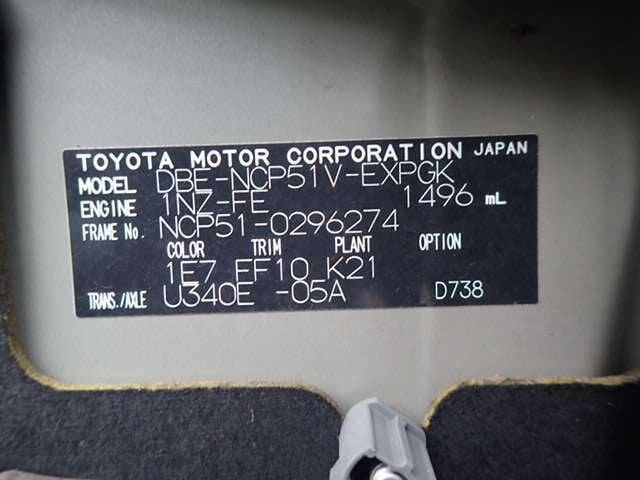 TOYOTA MOTOR CORPORATION JAPAN
MODEL DBE-NCP51V-EXPGK
ENGINE 1NZ-FE 1496 mL
FRAME No. NCP51-0296274
COLOR TRIM PLANT OPTION
1E7 FF10 K21
TRANS./AXLE U340E -05A D738